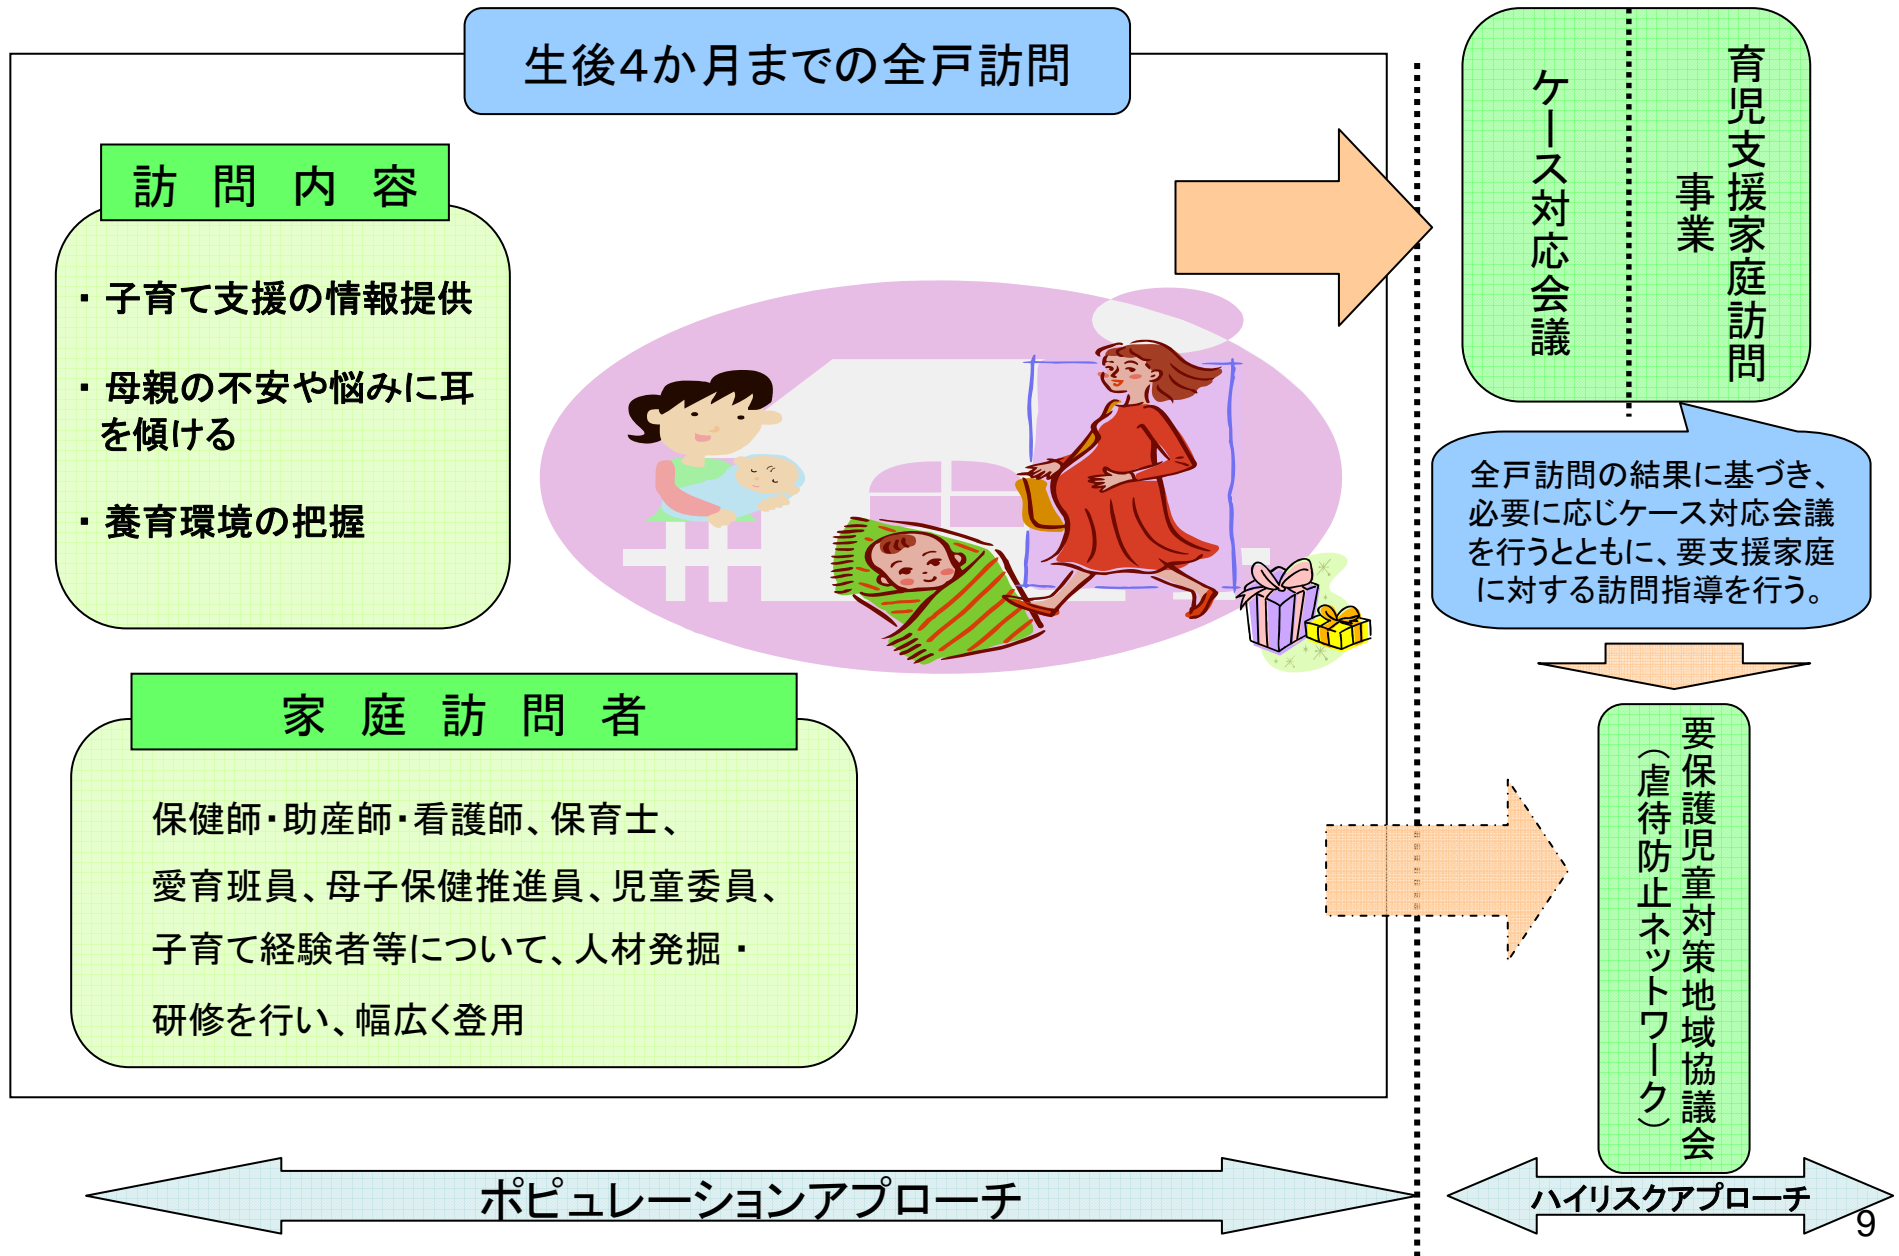 生後4か月までの全戸訪問
訪問内容
・子育て支援の情報提供
・母親の不安や悩みに耳
を傾ける
・養育環境の把握
家庭訪問者
保健師・助産師・看護師、保育士、
愛育班員、母子保健推進員、児童委員、
子育て経験者等について、人材発掘・
研修を行い、幅広く登用
ケース対応会議
育児支援家庭訪問
事業
全戸訪問の結果に基づき、
必要に応じケース対応会議
を行うとともに、要支援家庭
に対する訪問指導を行う。
要保護児童対策地域協議会
（虐待防止ネットワーク）
ポピュレーションアプローチ
ハイリスクアプローチ
9